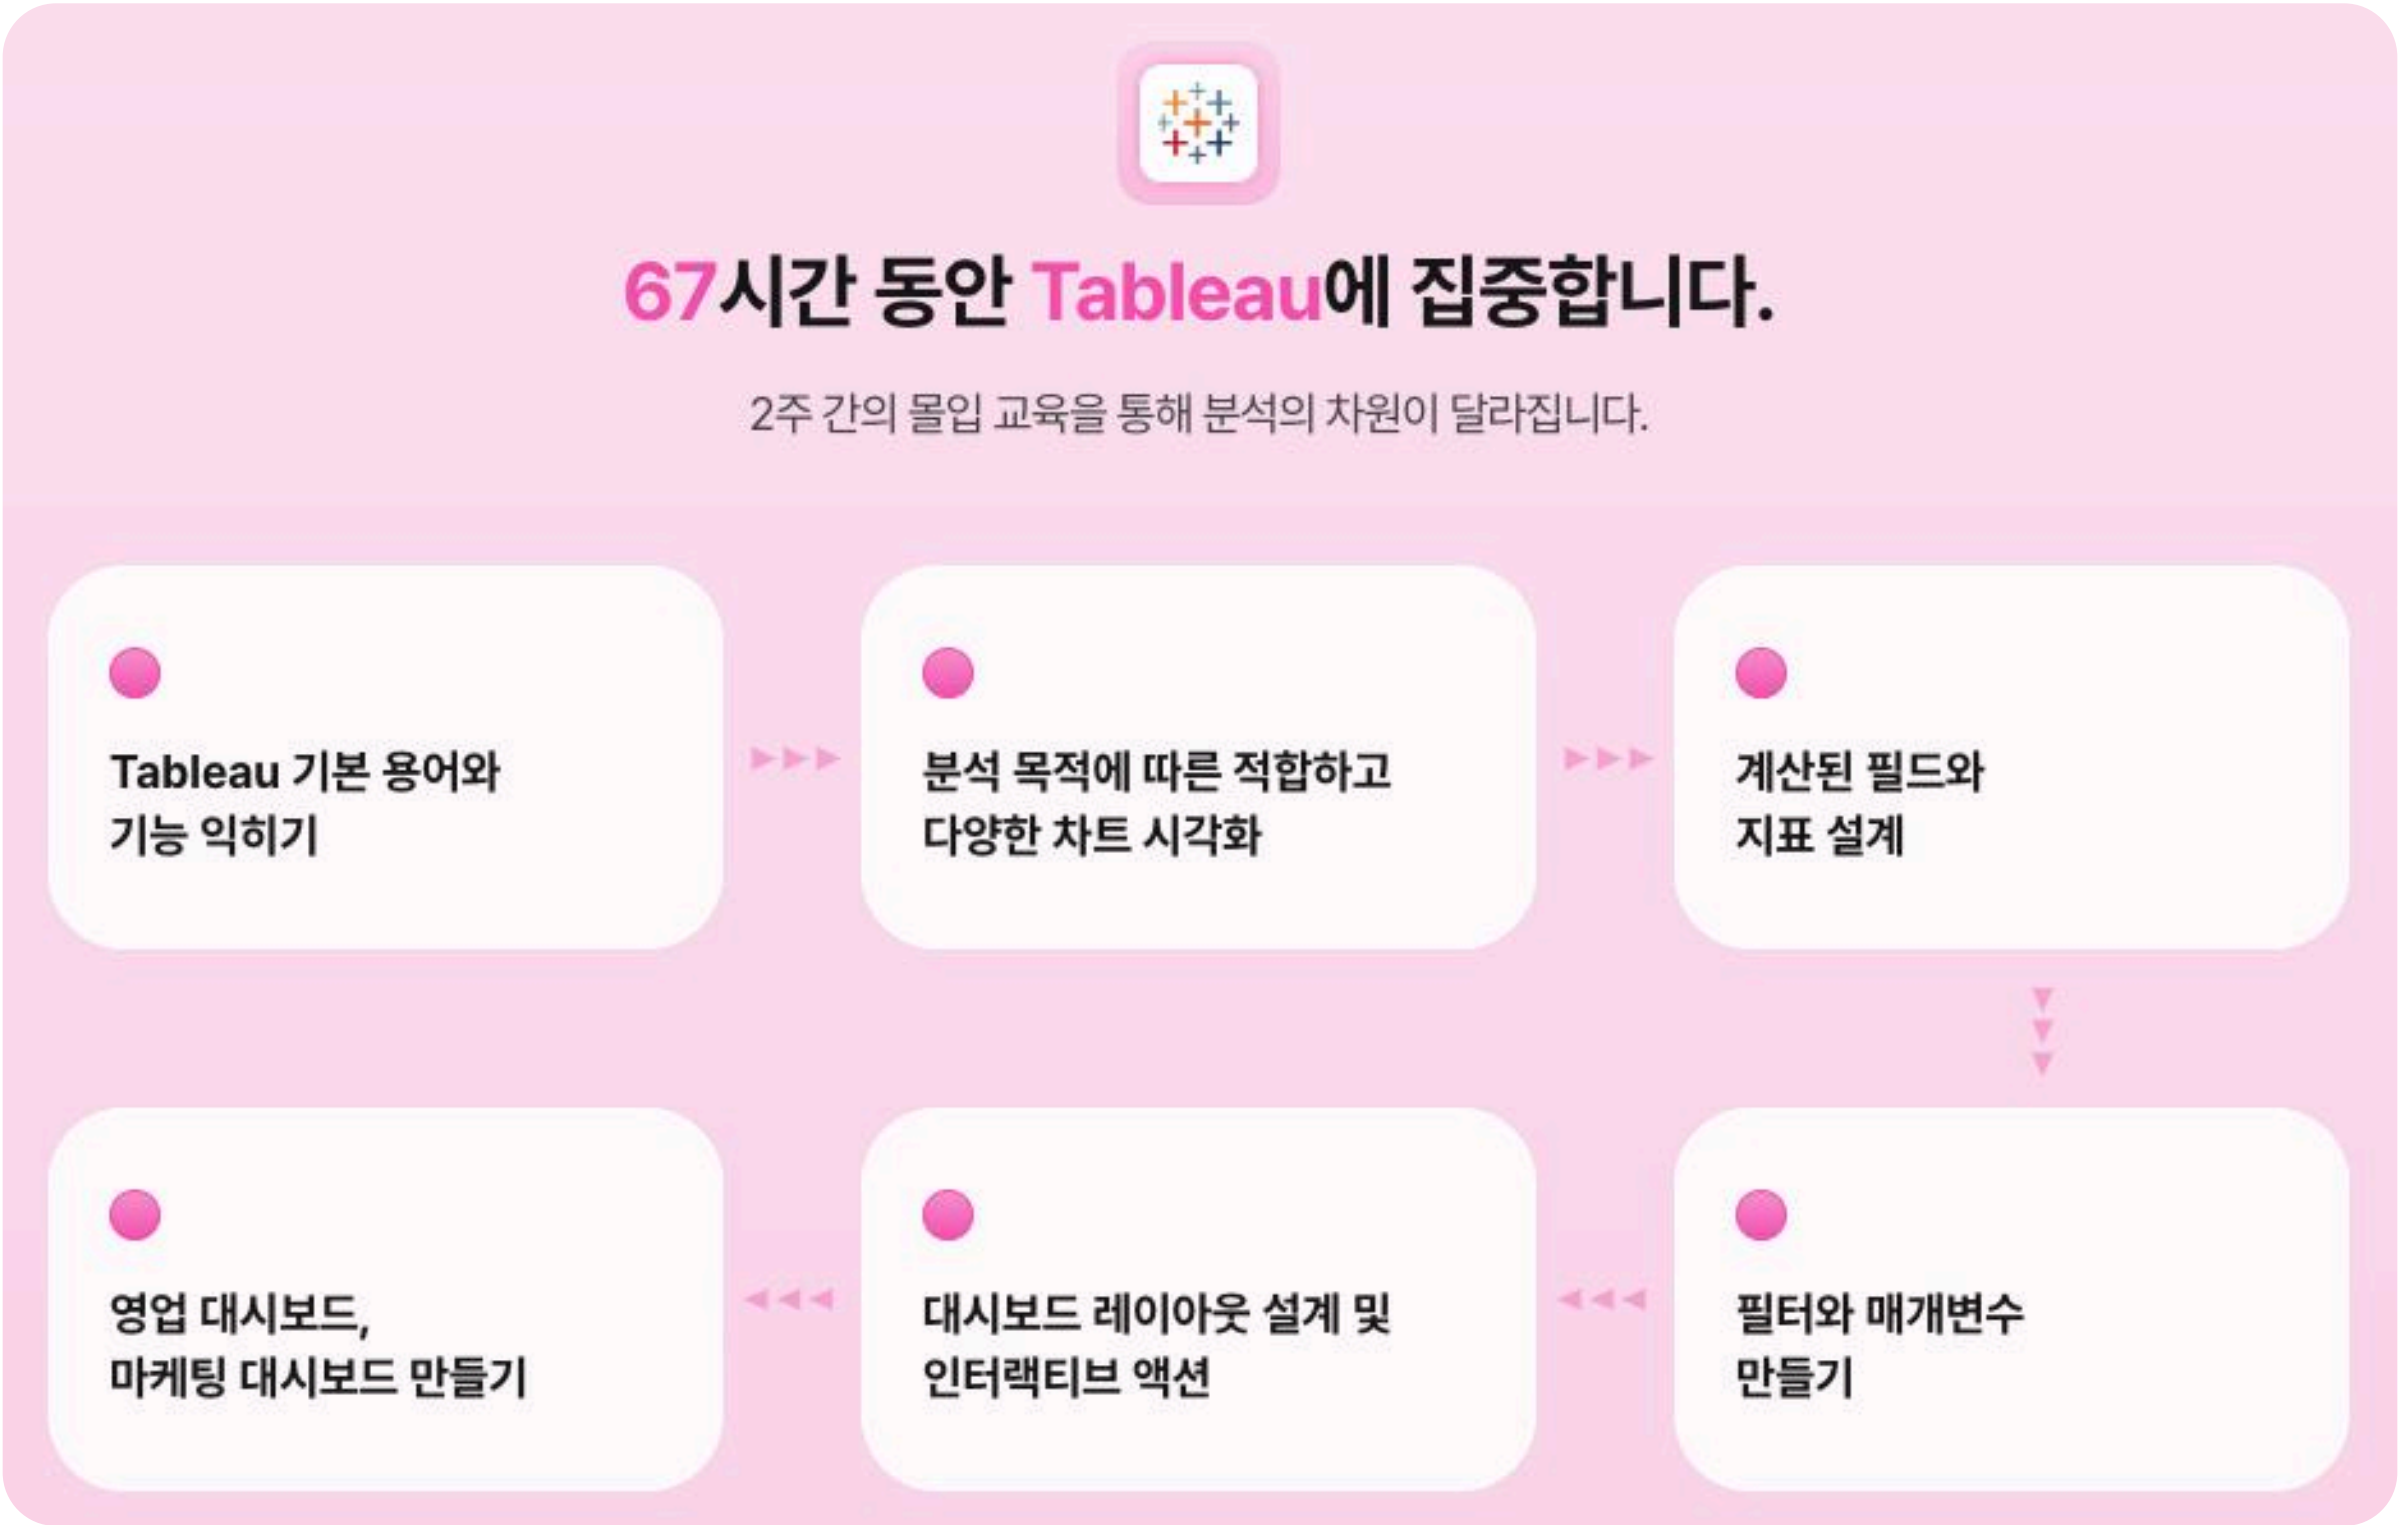 67시간 동안 Tableau에 집중합니다.
2주 간의 몰입 교육을 통해 분석의 차원이 달라집니다.
Tableau 기본 용어와
기능 익히기
분석 목적에 따른 적합하고
다양한 차트 시각화
계산된 필드와
지표 설계
필터와 매개변수
만들기
대시보드 레이아웃 설계 및
인터랙티브 액션
영업 대시보드,
마케팅 대시보드 만들기